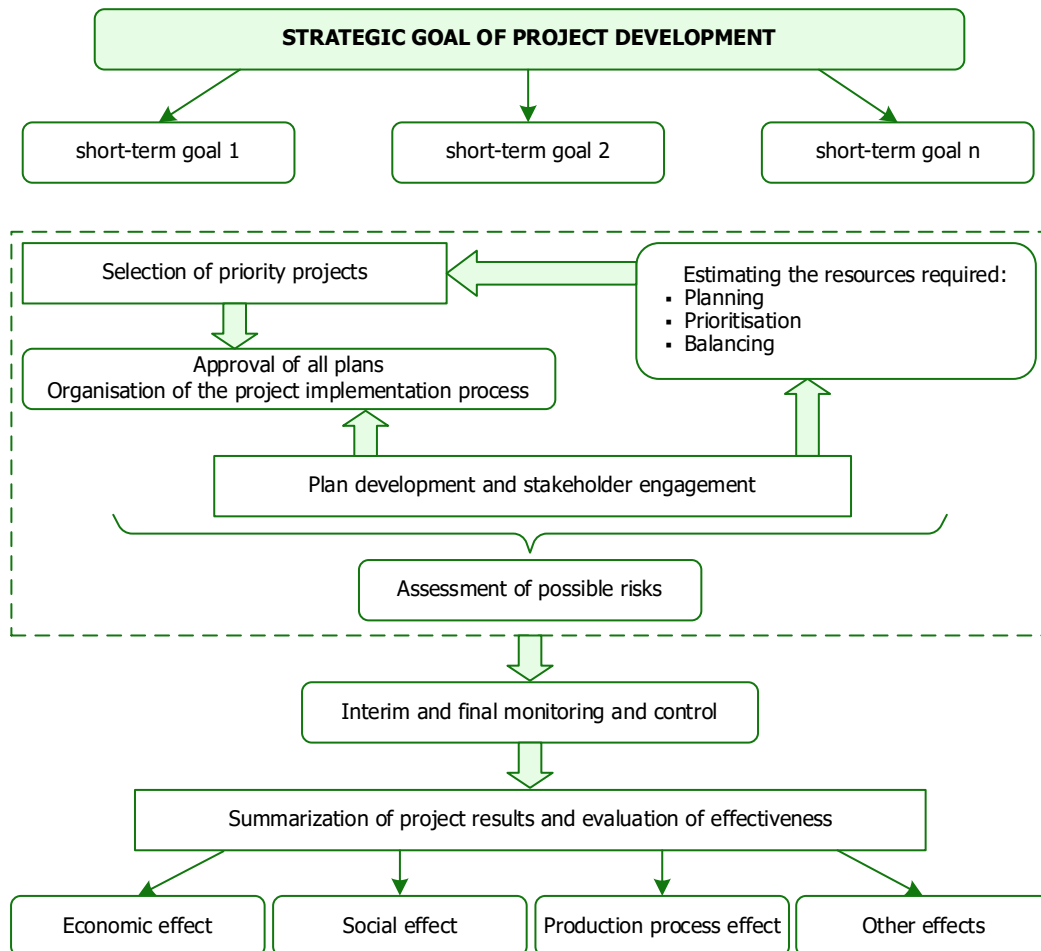 STRATEGIC GOAL OF PROJECT DEVELOPMENT
short-term goal 1
short-term goal 2
short-term goal n
Selection of priority projects
Estimating the resources required:
▪ Planning
▪ Prioritisation
▪ Balancing
Approval of all plans
Organisation of the project implementation process
Plan development and stakeholder engagement
Assessment of possible risks
Interim and final monitoring and control
Summarization of project results and evaluation of effectiveness
Economic effect
Social effect
Production process effect
Other effects